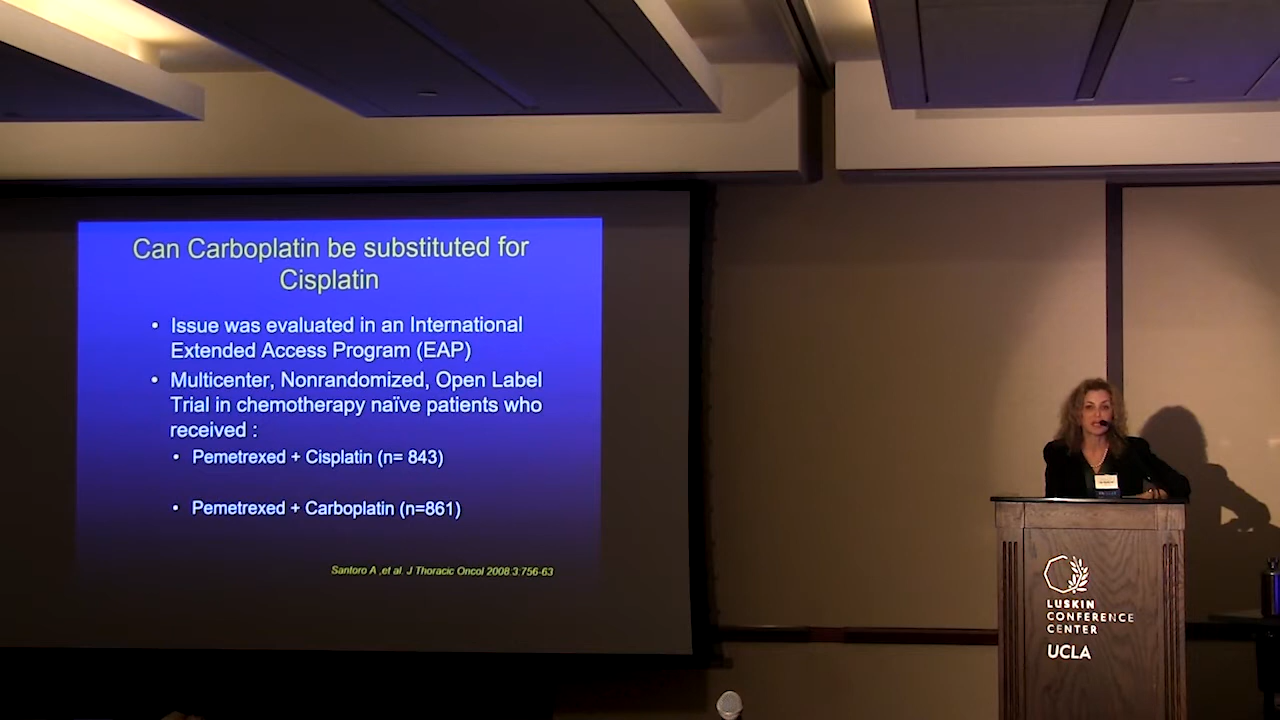 Can Carboplatin be substituted for
Cisplatin
• Issue was evaluated in an International
Extended Access Program (EAP)
• Multicenter, Nonrandomized, Open Label
Trial in chemotherapy naïve patients who
received :
• Pemetrexed + Cisplatin (n= 843)
• Pemetrexed + Carboplatin (n=861)
Santoro A ,et al. J Thoracic Oncol 2008:3:756-63
LUSKIN
CONFERENCE
CENTER
UCLA